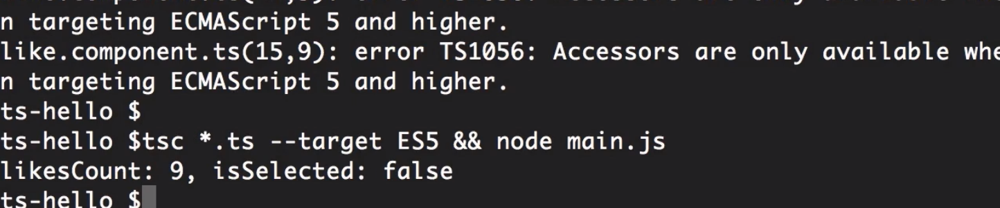 n targeting ECMAScript 5 and higher.
like.component.ts(15,9): error TS1056: Accessors are only available whe
n targeting ECMAScript 5 and higher.
ts-hello $
ts-hello $tsc *.ts --target ES5 && node main.js
likesCount: 9, isSelected: false
ts-hello $